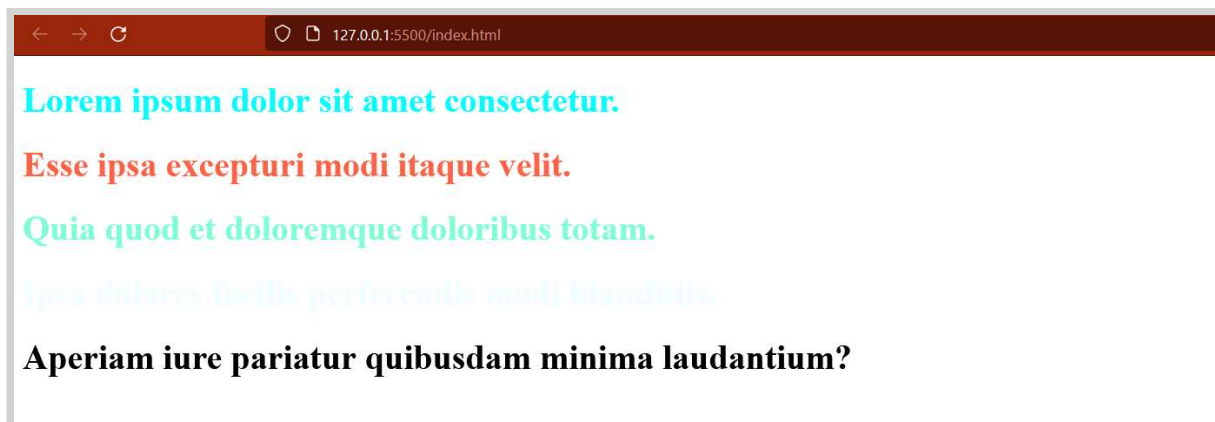 127.0.0.1:5500/index.html
Lorem ipsum dolor sit amet consectetur.
Esse ipsa excepturi modi itaque velit.
Quia quod et doloremque doloribus totam.
Ipsa dolores facilis perferendis modi blanditiis.
Aperiam iure pariatur quibusdam minima laudantium?